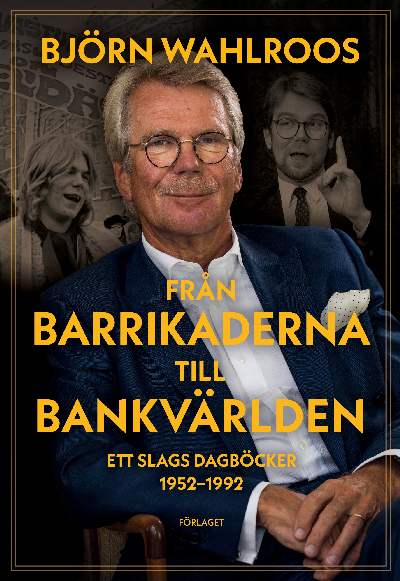 BJÖRN WAHLROOS
FRÅN
BARRIKADERNA
TILL
BANKVÄRLDEN
ETT SLAGS DAGBÖCKER
1952–1992
FÖRLAGET